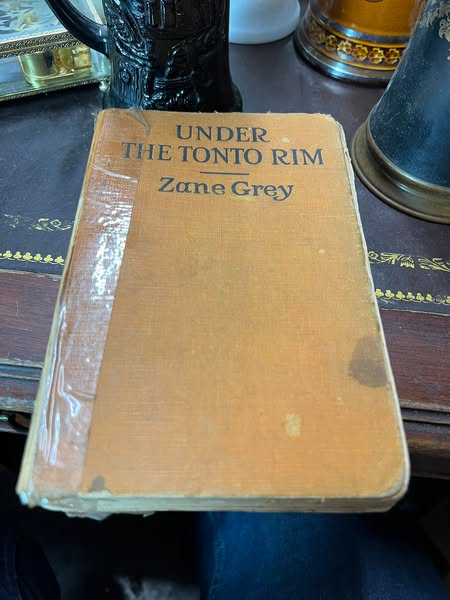 UNDER
THE TONTO RIM
Zane Grey